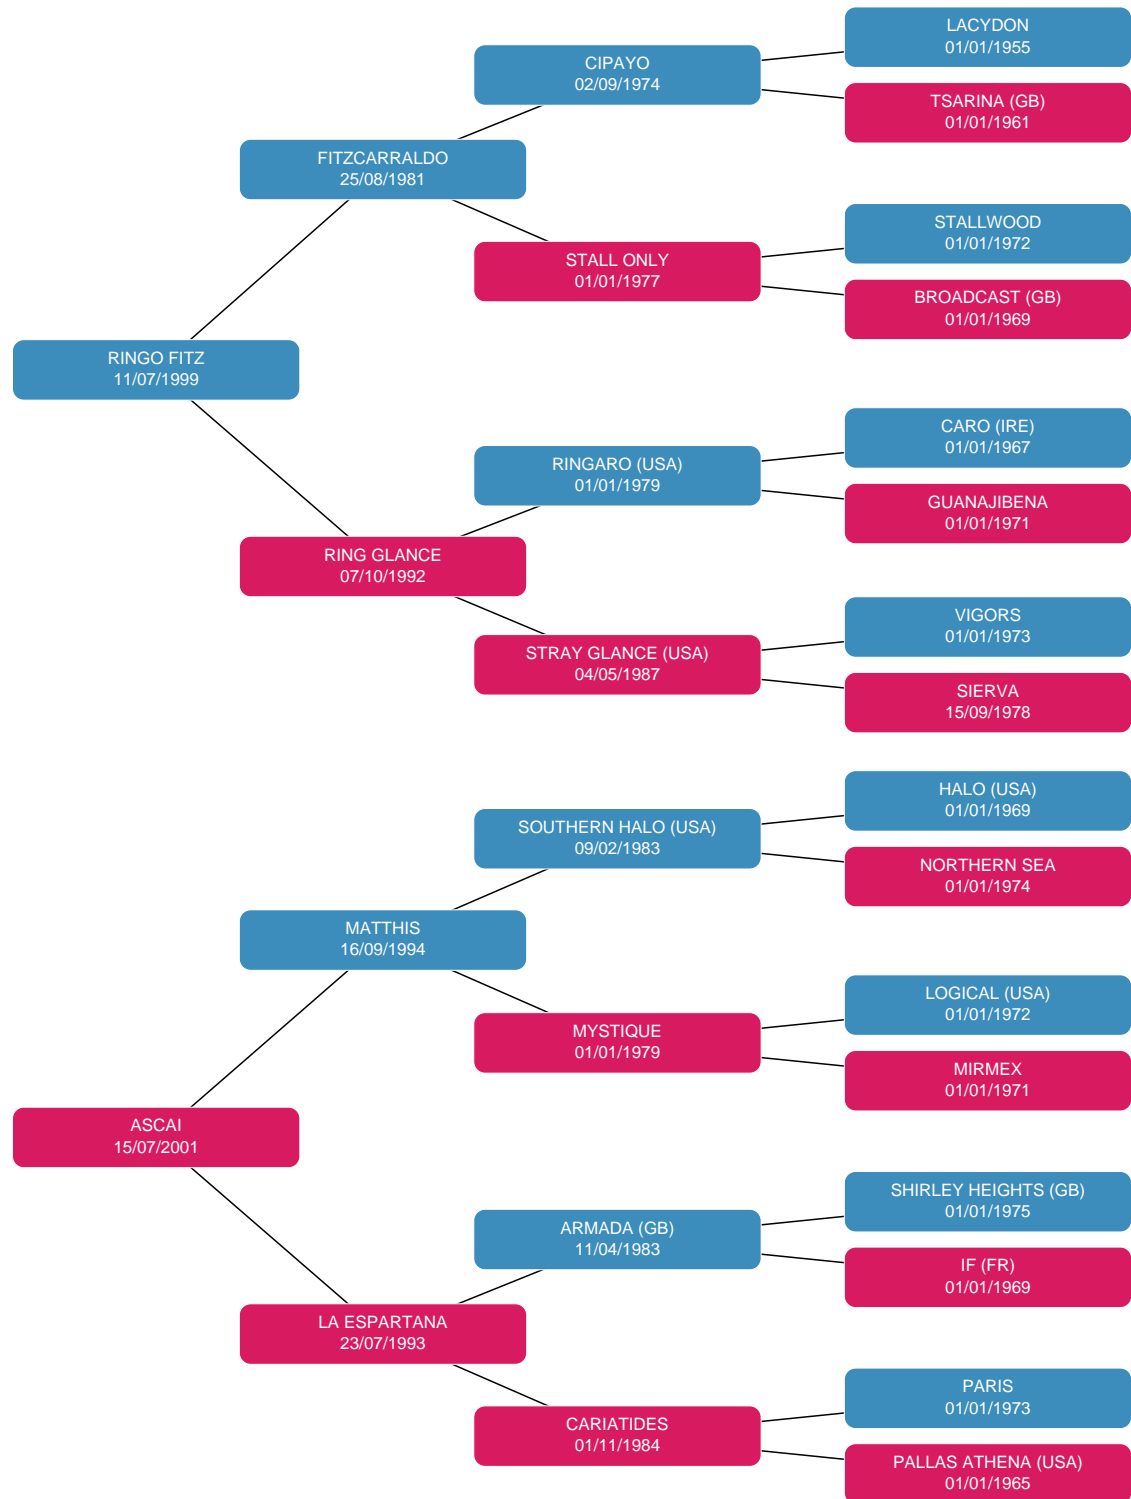 LACYDON
01/01/1955
CIPAYO
02/09/1974
TSARINA (GB)
01/01/1961
FITZCARRALDO
25/08/1981
STALLWOOD
01/01/1972
STALL ONLY
01/01/1977
BROADCAST (GB)
01/01/1969
RINGO FITZ
11/07/1999
CARO (IRE)
01/01/1967
RINGARO (USA)
01/01/1979
GUANAJIBENA
01/01/1971
RING GLANCE
07/10/1992
VIGORS
01/01/1973
STRAY GLANCE (USA)
04/05/1987
SIERVA
15/09/1978
HALO (USA)
01/01/1969
SOUTHERN HALO (USA)
09/02/1983
NORTHERN SEA
01/01/1974
MATTHIS
16/09/1994
LOGICAL (USA)
01/01/1972
MYSTIQUE
01/01/1979
MIRMEX
01/01/1971
ASCAI
15/07/2001
SHIRLEY HEIGHTS (GB)
01/01/1975
ARMADA (GB)
11/04/1983
IF (FR)
01/01/1969
LA ESPARTANA
23/07/1993
PARIS
01/01/1973
CARIATIDES
01/11/1984
PALLAS ATHENA (USA)
01/01/1965